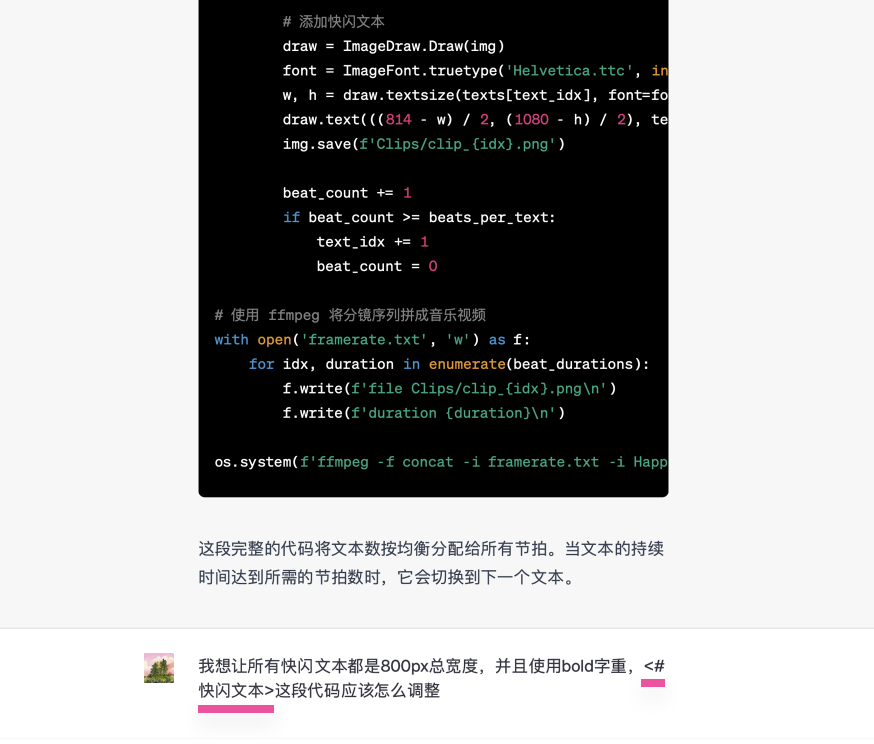 # 添加快闪文本
draw = ImageDraw.Draw(img)
font = ImageFont.truetype('Helvetica.ttc', in
w, h = draw.textsize(texts[text_idx], font=fo
draw.text(((814 - w) / 2, (1080 - h) / 2), te
img.save(f'Clips/clip_{idx}.png')
beat_count += 1
if beat_count >= beats_per_text:
text_idx += 1
beat_count = 0
# 使用 ffmpeg 将分镜序列拼成音乐视频
with open('framerate.txt', 'w') as f:
for idx, duration in enumerate(beat_durations):
f.write(f'file Clips/clip_{idx}.png\n')
f.write(f'duration {duration}\n')
os.system(f'ffmpeg -f concat -i framerate.txt -i Happ
这段完整的代码将文本数按均衡分配给所有节拍。当文本的持续
时间达到所需的节拍数时，它会切换到下一个文本。
我想让所有快闪文本都是800px总宽度，并且使用bold字重，<#
快闪文本>这段代码应该怎么调整